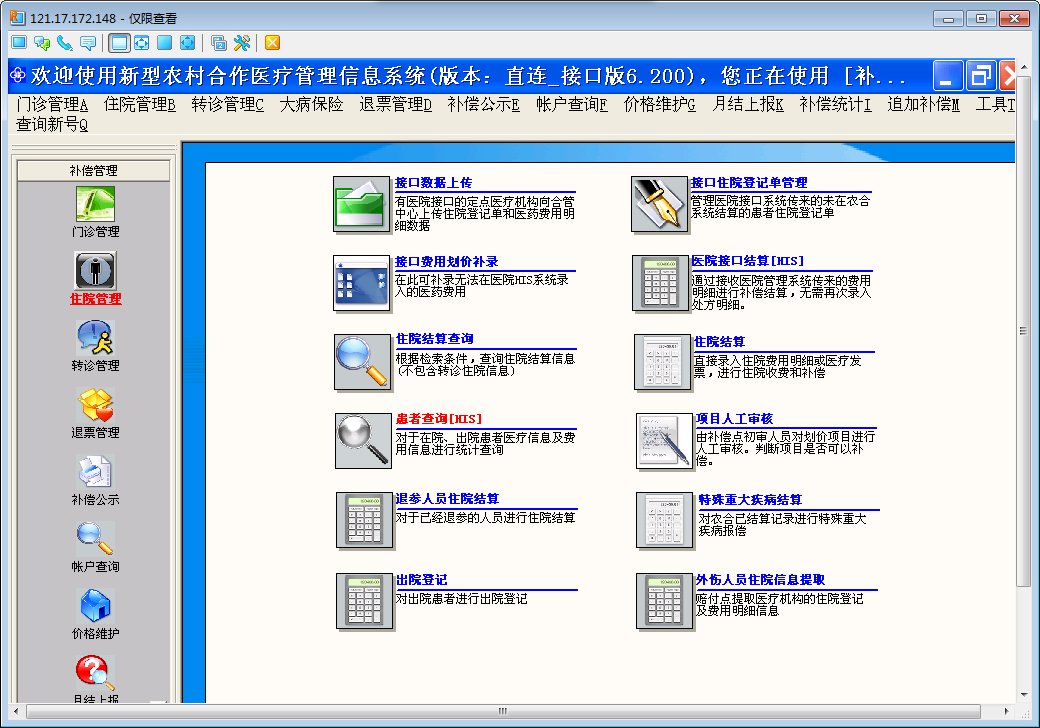 121.17.172.148 - 仅限查看
欢迎使用新型农村合作医疗管理信息系统(版本: 直连_接口版6.200), 您正在使用 [补...
门诊管理A 住院管理B 转诊管理C 大病保险 退票管理D 补偿公示E 帐户查询F 价格维护G 月结上报K 补偿统计I 追加补偿M 工具T
查询新号Q
补偿管理
门诊管理
住院管理
转诊管理
退票管理
补偿公示
帐户查询
价格维护
月结上报
接口数据上传
有医院接口的定点医疗机构向合管
中心上传住院登记单和医药费用明
细数据
接口住院登记单管理
管理医院接口系统传来的未在农合
系统结算的患者住院登记单
接口费用划价补录
在此可补录无法在医院HIS系统录
入的医药费用
医院接口结算[HIS]
通过接收医院管理系统传来的费用
明细进行补偿结算，无需再次录入
处方明细。
住院结算查询
根据检索条件，查询住院结算信息
(不包含转诊住院信息)
住院结算
直接录入住院费用明细或医疗发
票，进行住院收费和补偿
患者查询[HIS]
对于在院、出院患者医疗信息及费
用信息进行统计查询
项目人工审核
由补偿点初审人员对划价项目进行
人工审核。判断项目是否可以补
偿。
退参人员住院结算
对于已经退参的人员进行住院结算
特殊重大疾病结算
对农合已结算记录进行特殊重大
疾病报偿
出院登记
对出院患者进行出院登记
外伤人员住院信息提取
赔付点提取医疗机构的住院登记
及费用明细信息